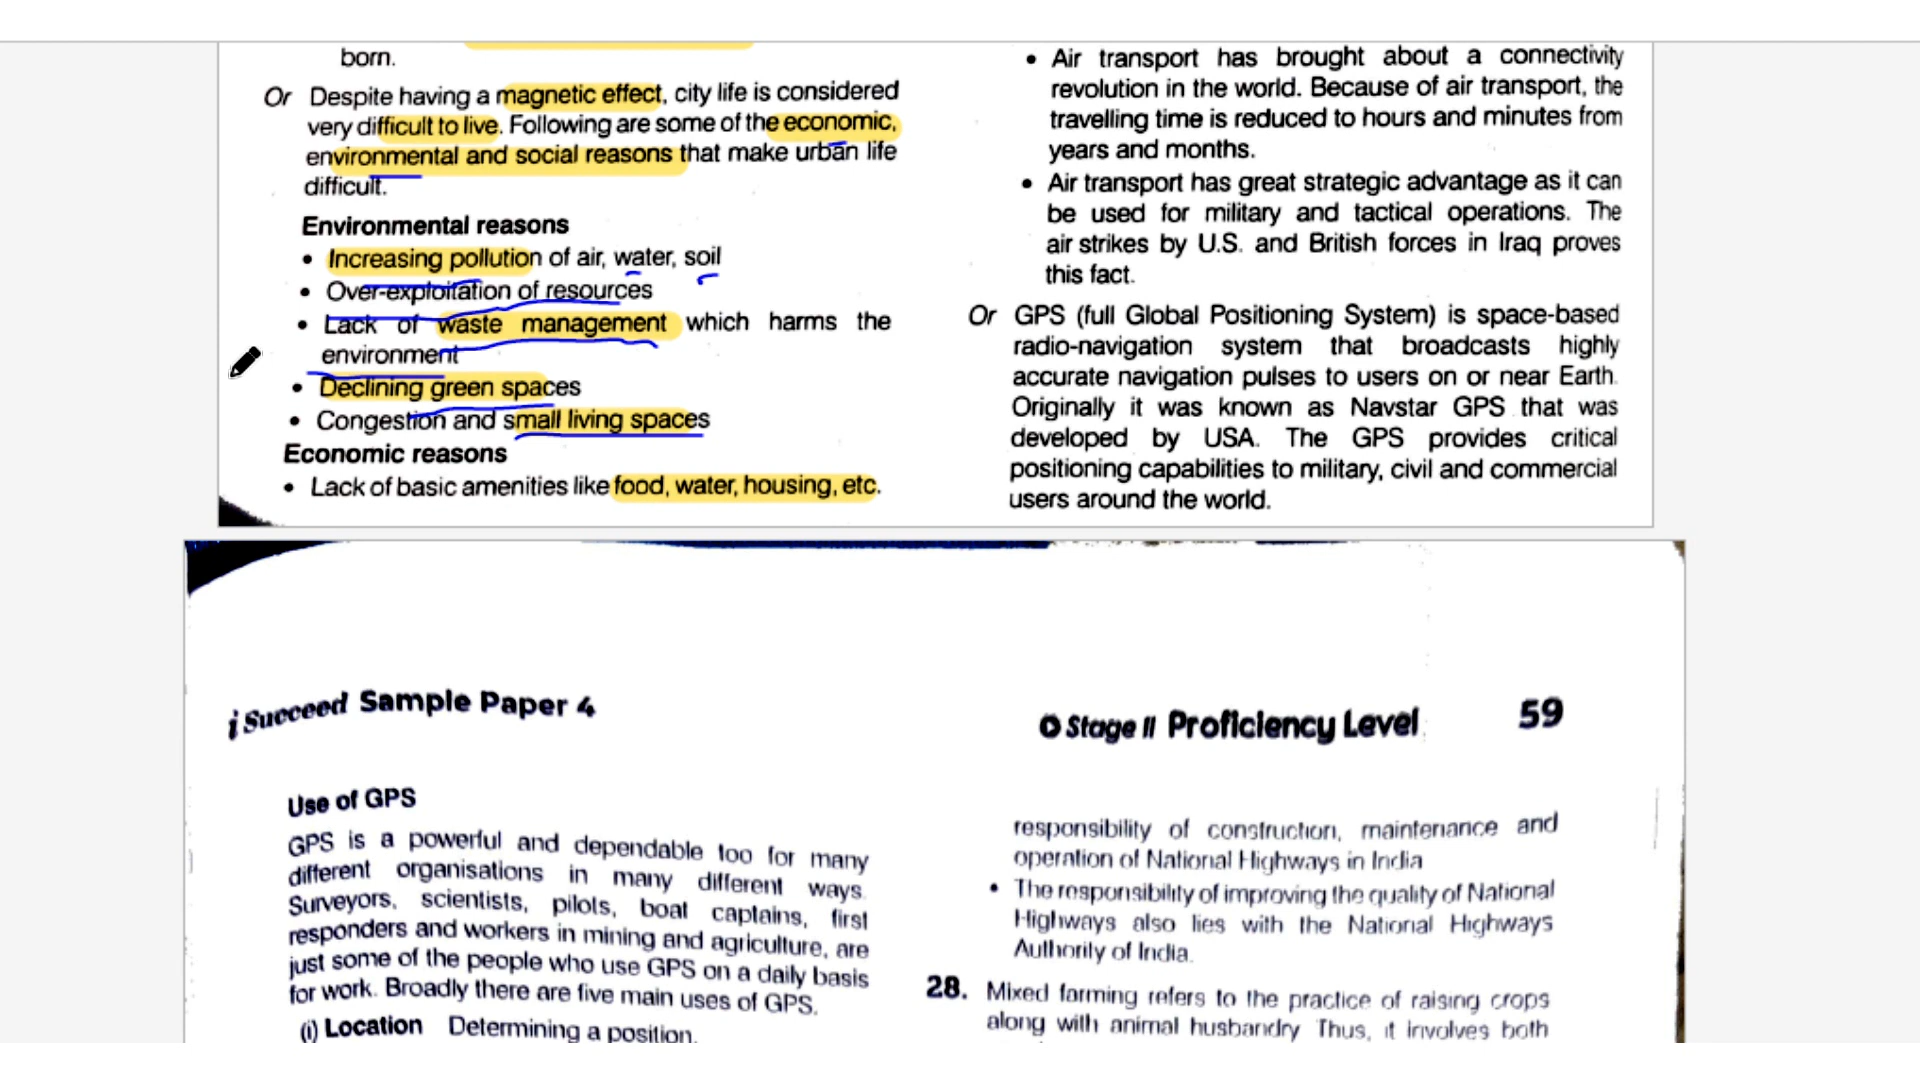 born.
Or Despite having a magnetic effect, city life is considered
very difficult to live. Following are some of the economic,
environmental and social reasons that make urban life
difficult.
Environmental reasons
• Increasing pollution of air, water, soil
• Over-exploitation of resources
• Lack of waste management which harms the
environment
• Declining green spaces
• Congestion and small living spaces
Economic reasons
• Lack of basic amenities like food, water, housing, etc.
• Air transport has brought about a connectivity
revolution in the world. Because of air transport, the
travelling time is reduced to hours and minutes from
years and months.
• Air transport has great strategic advantage as it can
be used for military and tactical operations. The
air strikes by U.S. and British forces in Iraq proves
this fact.
Or GPS (full Global Positioning System) is space-based
radio-navigation system that broadcasts highly
accurate navigation pulses to users on or near Earth.
Originally it was known as Navstar GPS that was
developed by USA. The GPS provides critical
positioning capabilities to military, civil and commercial
users around the world.
iSucceed Sample Paper 4
Stage II Proficiency Level 59
Use of GPS
GPS is a powerful and dependable too for many
different organisations in many different ways.
Surveyors, scientists, pilots, boat captains, first
responders and workers in mining and agriculture, are
just some of the people who use GPS on a daily basis
for work. Broadly there are five main uses of GPS.
(i) Location Determining a position.
responsibility of construction, maintenance and
operation of National Highways in India
• The responsibility of improving the quality of National
Highways also lies with the National Highways
Authority of India.
28. Mixed farming refers to the practice of raising crops
along with animal husbandry Thus, it involves both